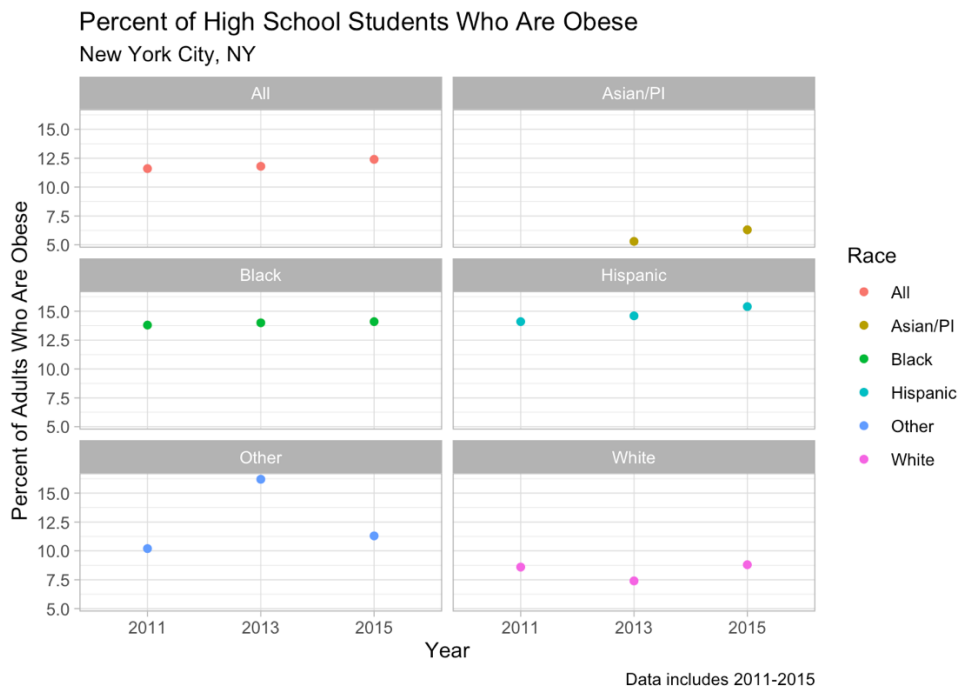 Percent of High School Students Who Are Obese
New York City, NY
All
Asian/PI
15.0
12.5
10.0
7.5
5.0
Black
Hispanic
15.0
12.5
10.0
7.5
5.0
Other
White
15.0
12.5
10.0
7.5
5.0
2011 2013 2015
2011 2013 2015
Percent of Adults Who Are Obese
Year
Race
All
Asian/PI
Black
Hispanic
Other
White
Data includes 2011-2015